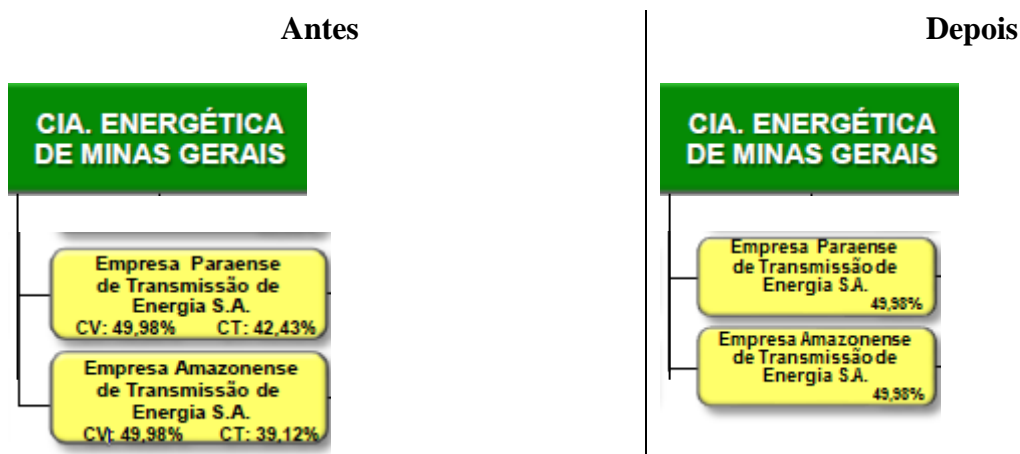 Antes
CIA. ENERGÉTICA
DE MINAS GERAIS
Empresa Paraense
de Transmissão de
Energia S.A.
CV: 49,98% CT: 42,43%
Empresa Amazonense
de Transmissão de
Energia S.A.
CV: 49,98% CT: 39,12%
Depois
CIA. ENERGÉTICA
DE MINAS GERAIS
Empresa Paraense
de Transmissão de
Energia S.A.
49,98%
Empresa Amazonense
de Transmissão de
Energia S.A.
49,98%